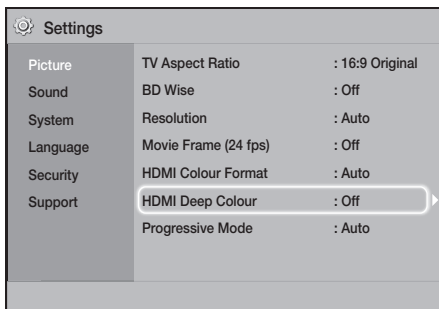 Settings
Picture
Sound
System
Language
Security
Support
TV Aspect Ratio : 16:9 Original
BD Wise : Off
Resolution : Auto
Movie Frame (24 fps) : Off
HDMI Colour Format : Auto
HDMI Deep Colour : Off
Progressive Mode : Auto